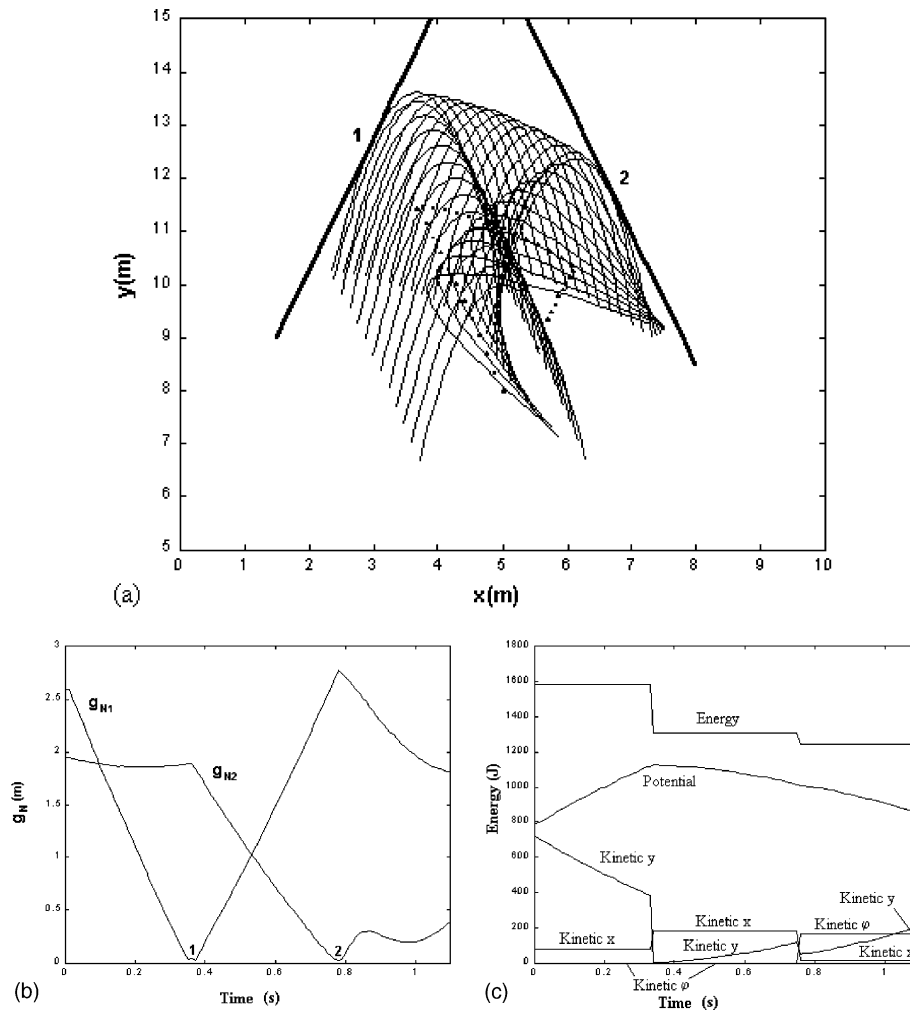 15
14
13
12
11
10
9
8
7
6
5
y(m)
1
2
0 1 2 3 4 5 6 7 8 9 10
x(m)
(a)
3
2.5
2
1.5
1
0.5
0
g_N (m)
g_N1
g_N2
1
2
0 0.2 0.4 0.6 0.8 1
Time (s)
(b)
1800
1600
1400
1200
1000
800
600
400
200
0
Energy (J)
Energy
Potential
Kinetic y
Kinetic y
Kinetic x
Kinetic φ
Kinetic x
Kinetic y
Kinetic x
Kinetic φ
0 0.2 0.4 0.6 0.8 1
Time (s)
(c)